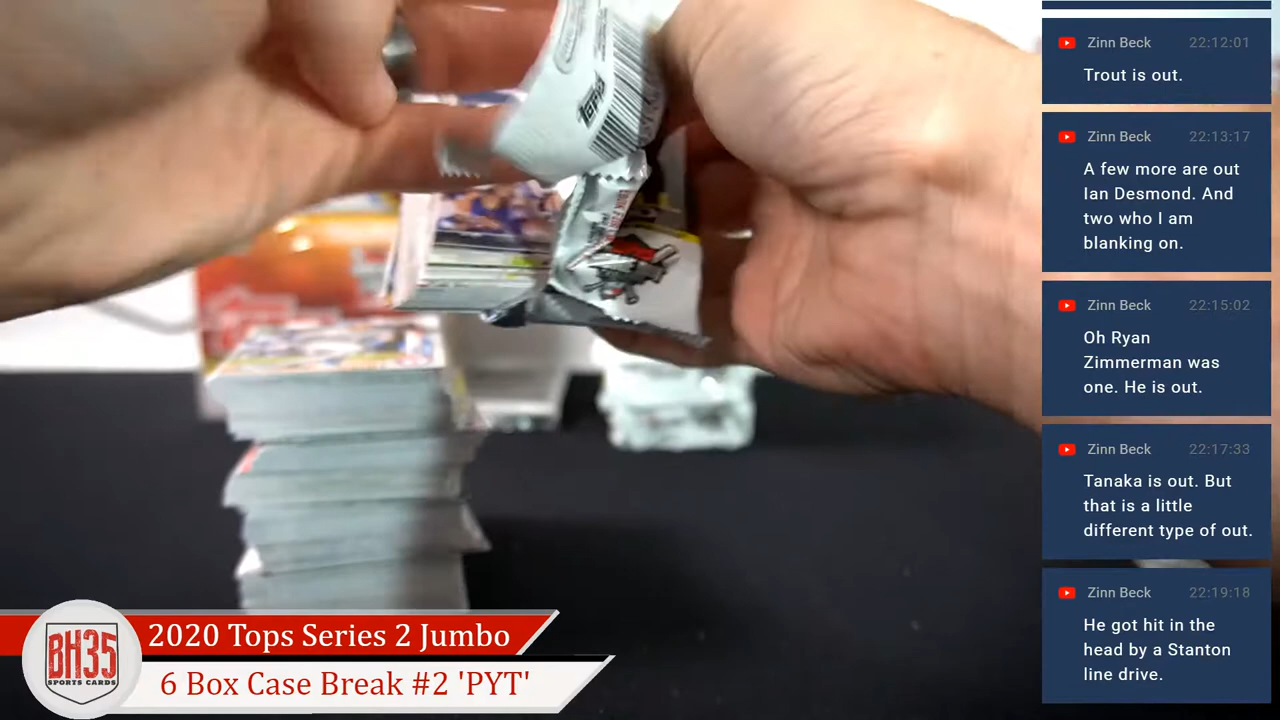 Zinn Beck 22:12:01
Trout is out.
Zinn Beck 22:13:17
A few more are out
Ian Desmond. And
two who I am
blanking on.
Zinn Beck 22:15:02
Oh Ryan
Zimmerman was
one. He is out.
Zinn Beck 22:17:33
Tanaka is out. But
that is a little
different type of out.
Zinn Beck 22:19:18
He got hit in the
head by a Stanton
line drive.
Topps
BH35
SPORTS CARDS
2020 Tops Series 2 Jumbo
6 Box Case Break #2 'PYT'